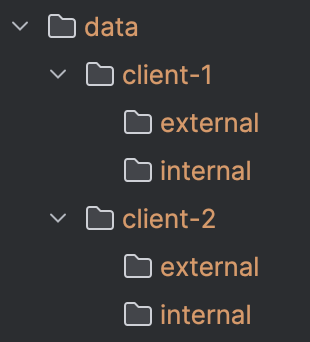 data
client-1
external
internal
client-2
external
internal